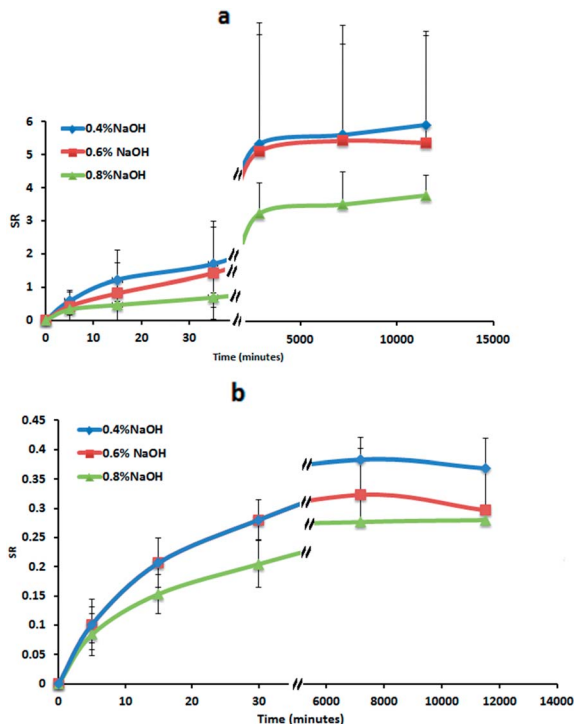 a
6
5
4
3
2
1
0
SR
0.4%NaOH
0.6% NaOH
0.8%NaOH
0 10 20 30 5000 10000 15000
Time (minutes)
b
0.45
0.4
0.35
0.3
0.25
0.2
0.15
0.1
0.05
0
SR
0.4%NaOH
0.6% NaOH
0.8%NaOH
0 10 20 30 6000 8000 10000 12000 14000
Time (minutes)